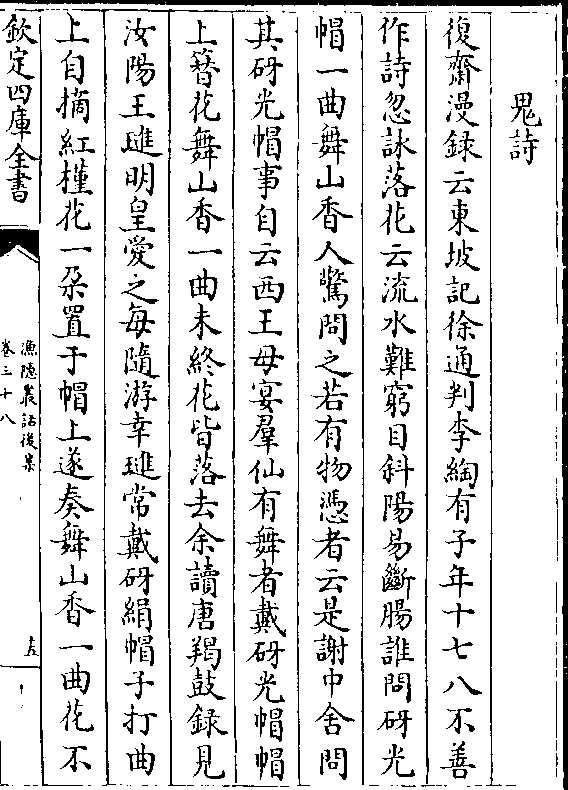 鬼詩
復齋漫録云東坡記徐通判李綯有子年十七八不善
作詩忽詠落花云流水難窮目斜陽易斷腸誰問砑光
帽一曲舞山香人驚問之若有物憑者云是謝中舍問
其砑光帽事自云西王母宴羣仙有舞者戴砑光帽帽
上簪花舞山香一曲未終花皆落去余讀唐羯鼓録見
汝陽王璡明皇愛之每隨游幸璡常戴砑絹帽子打曲
上自摘紅槿花一朶置于帽上遂奏舞山香一曲花不
欽定四庫全書
漁隱叢話後集
卷三十八
十五